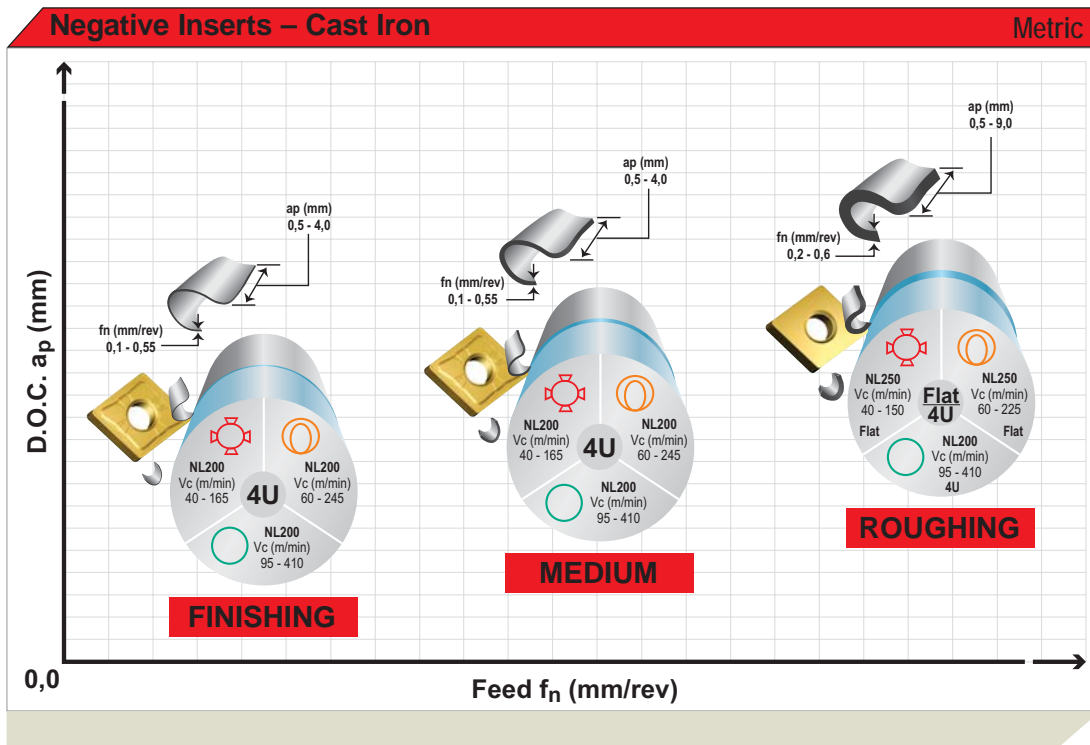 Negative Inserts – Cast Iron
Metric
D.O.C. ap (mm)
ap (mm)
0,5 - 4,0
fn (mm/rev)
0,1 - 0,55
NL200
Vc (m/min)
40 - 165
NL200
Vc (m/min)
60 - 245
4U
NL200
Vc (m/min)
95 - 410
FINISHING
ap (mm)
0,5 - 4,0
fn (mm/rev)
0,1 - 0,55
NL200
Vc (m/min)
40 - 165
NL200
Vc (m/min)
60 - 245
4U
NL200
Vc (m/min)
95 - 410
MEDIUM
ap (mm)
0,5 - 9,0
fn (mm/rev)
0,2 - 0,6
NL250
Vc (m/min)
40 - 150
Flat
NL250
Vc (m/min)
60 - 225
Flat
Flat
4U
NL200
Vc (m/min)
95 - 410
4U
ROUGHING
0,0
Feed fn (mm/rev)